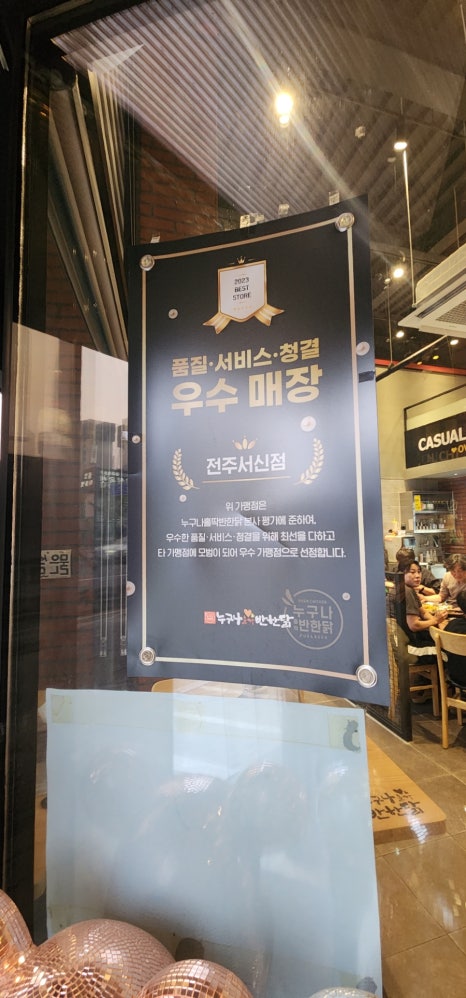 2023
BEST
STORE
품질·서비스·청결
우수 매장
전주서신점
위 가맹점은
누구나홀딱반한닭 본사 평가에 준하여,
우수한 품질·서비스·청결을 위해 최선을 다하고
타 가맹점에 모범이 되어 우수 가맹점으로 선정합니다.
누구나 반한닭
누구나
반한닭
CASUAL